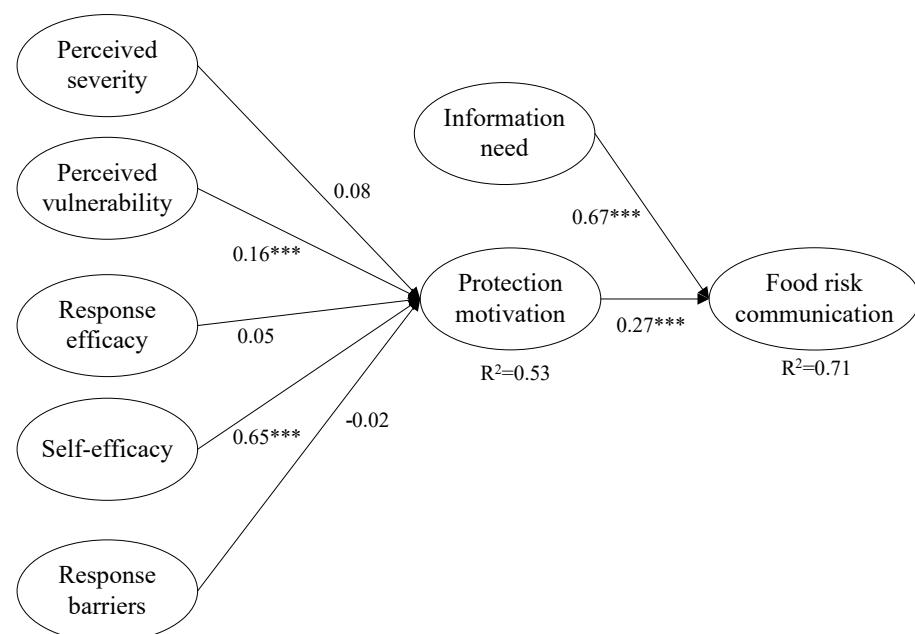 Perceived
severity
Information
need
Perceived
vulnerability
0.08
0.67***
0.16***
Protection
motivation
Food risk
communication
Response
efficacy
0.05
0.27***
R²=0.53
R²=0.71
-0.02
Self-efficacy
0.65***
Response
barriers